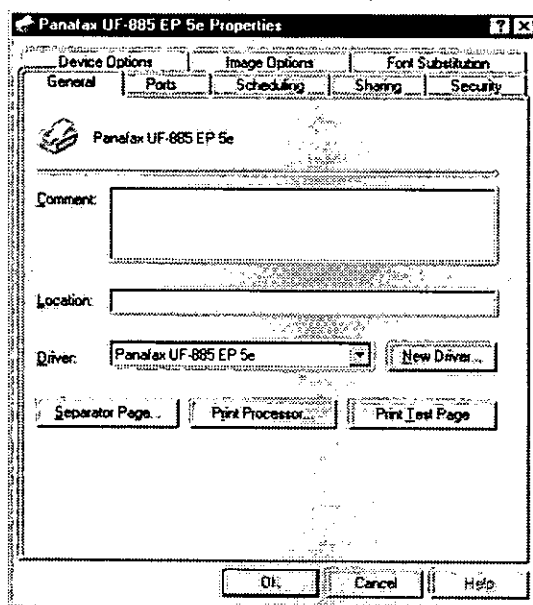 Panafax UF-885 EP 5e Properties ? X
Device Options Image Options Font Substitution
General Ports Scheduling Sharing Security
Panafax UF-885 EP 5e
Comment:
Location:
Driver: Panafax UF-885 EP 5e New Driver...
Separator Page... Print Processor... Print Test Page
OK Cancel Help